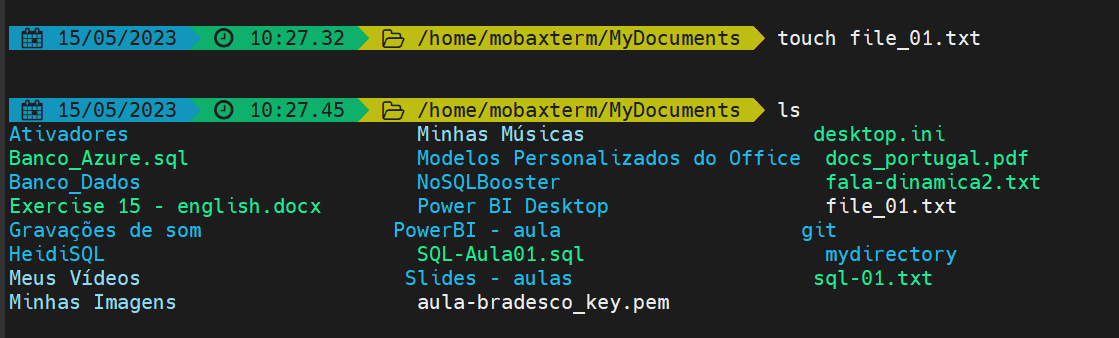 15/05/2023 10:27.32 /home/mobaxterm/MyDocuments touch file_01.txt
15/05/2023 10:27.45 /home/mobaxterm/MyDocuments ls
Ativadores Minhas Músicas desktop.ini
Banco_Azure.sql Modelos Personalizados do Office docs_portugal.pdf
Banco_Dados NoSQLBooster fala-dinamica2.txt
Exercise 15 - english.docx Power BI Desktop file_01.txt
Gravações de som PowerBI - aula git
HeidiSQL SQL-Aula01.sql mydirectory
Meus Vídeos Slides - aulas sql-01.txt
Minhas Imagens aula-bradesco_key.pem